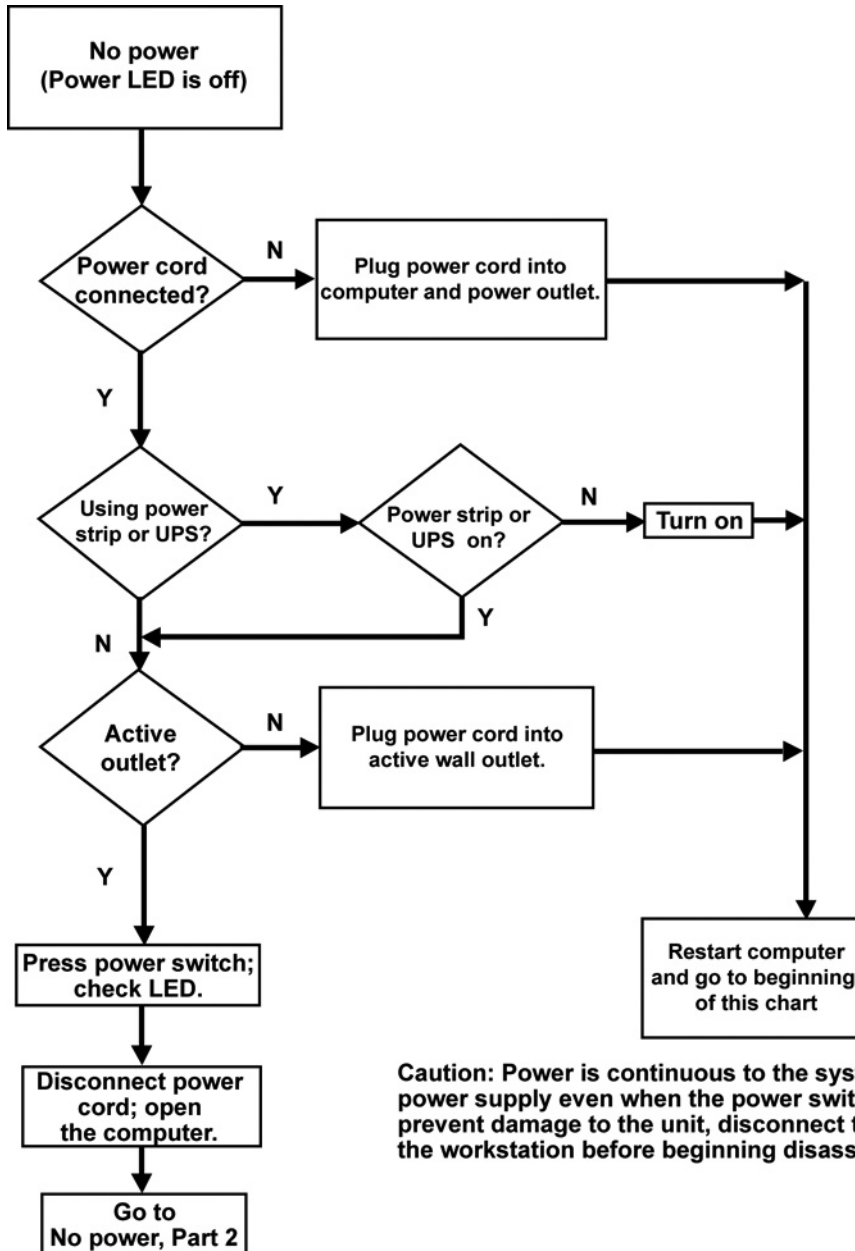 No power
(Power LED is off)
Power cord
connected?
N
Plug power cord into
computer and power outlet.
Y
Using power
strip or UPS?
Y
Power strip or
UPS on?
N
Turn on
Y
N
Active
outlet?
N
Plug power cord into
active wall outlet.
Y
Press power switch;
check LED.
Restart computer
and go to beginning
of this chart
Disconnect power
cord; open
the computer.
Caution: Power is continuous to the
power supply even when the power
prevent damage to the unit, disconnect
the workstation before beginning
Go to
No power, Part 2